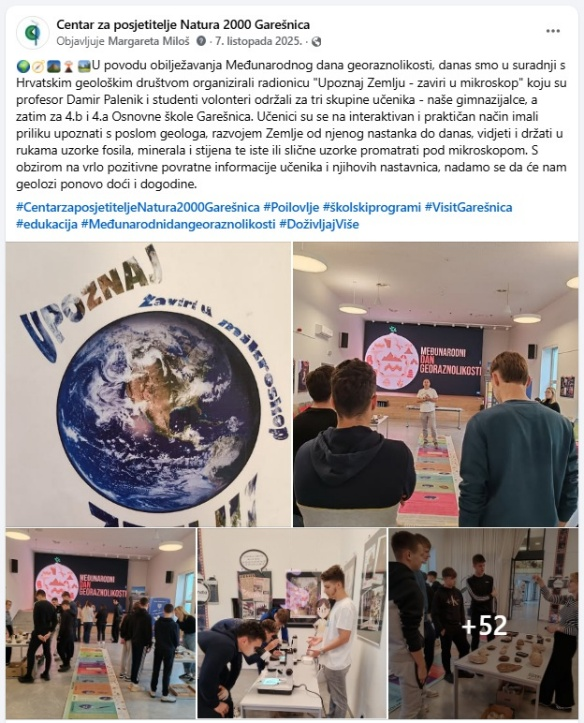 Centar za posjetitelje Natura 2000 Garešnica
Objavljuje Margareta Miloš · 7. listopada 2025. ·
U povodu obilježavanja Međunarodnog dana georaznolikosti, danas smo u suradnji s
Hrvatskim geološkim društvom organizirali radionicu "Upoznaj Zemlju - zaviri u mikroskop" koju su
profesor Damir Palenik i studenti volonteri održali za tri skupine učenika - naše gimnazijalce, a
zatim za 4.b i 4.a Osnovne škole Garešnica. Učenici su se na interaktivan i praktičan način imali
priliku upoznati s poslom geologa, razvojem Zemlje od njenog nastanka do danas, vidjeti i držati u
rukama uzorke fosila, minerala i stijena te iste ili slične uzorke promatrati pod mikroskopom. S
obzirom na vrlo pozitivne povratne informacije učenika i njihovih nastavnica, nadamo se da će nam
geolozi ponovo doći i dogodine.
#CentarzaposjetiteljeNatura2000Garešnica #Poilovlje #školskiprogrami #VisitGarešnica
#edukacija #Međunarodnidangeoraznolikosti #DoživljajViše
UPOZNAJ
Zaviri u mikroskop
MEĐUNARODNI
DAN
GEORAZNOLIKOSTI
MEĐUNARODNI
DAN
GEORAZNOLIKOSTI
+52